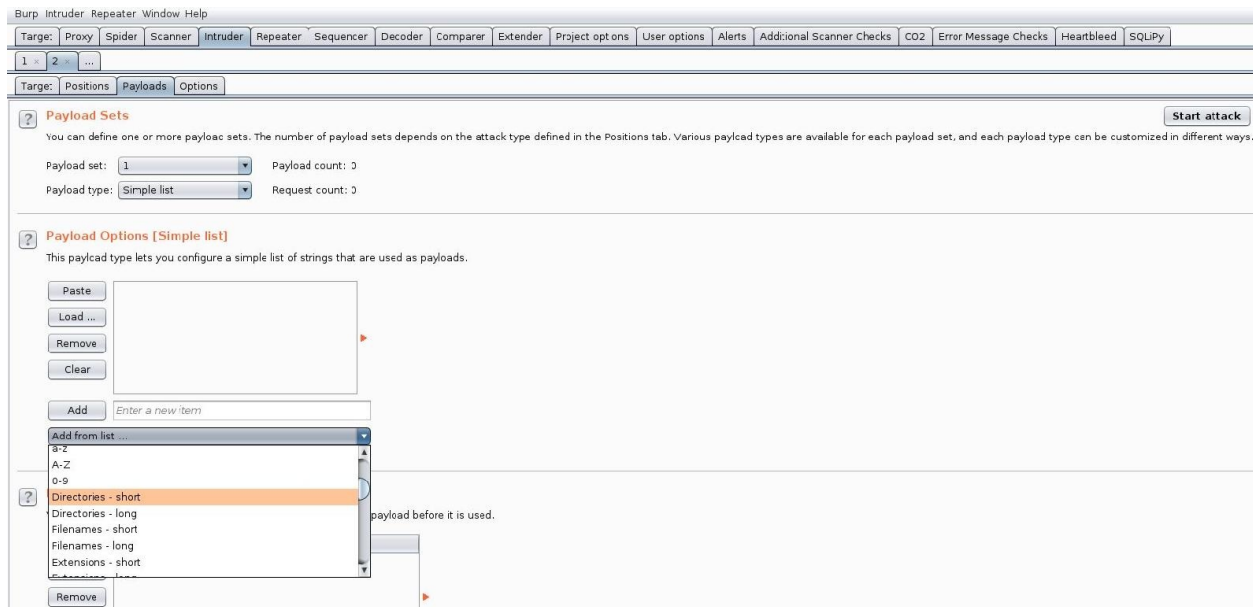 Burp Intruder Repeater Window Help
Target Proxy Spider Scanner Intruder Repeater Sequencer Decoder Comparer Extender Project options User options Alerts Additional Scanner Checks CO2 Error Message Checks Heartbleed SQLiPy
1 × 2 × ...
Target Positions Payloads Options
? Payload Sets Start attack
You can define one or more payload sets. The number of payload sets depends on the attack type defined in the Positions tab. Various payload types are available for each payload set, and each payload type can be customized in different ways.
Payload set: 1 Payload count: 0
Payload type: Simple list Request count: 0
? Payload Options [Simple list]
This payload type lets you configure a simple list of strings that are used as payloads.
Paste
Load ...
Remove
Clear
Add Enter a new item
Add from list ...
a-z
A-Z
0-9
? Directories - short
Directories - long payload before it is used.
Filenames - short
Filenames - long
Extensions - short
Extensions - long
Remove